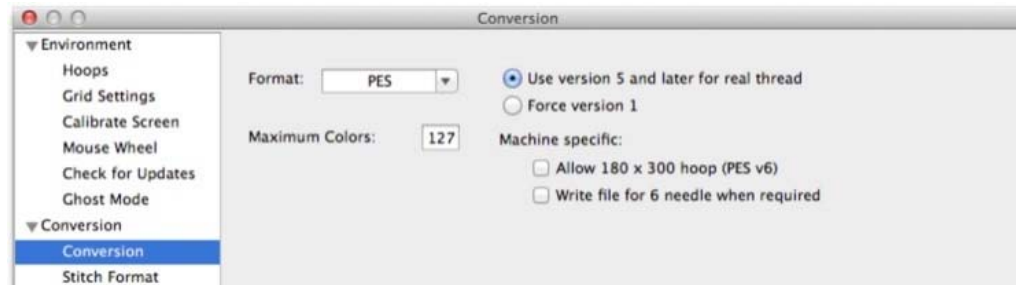 Conversion
Environment
Hoops
Grid Settings
Calibrate Screen
Mouse Wheel
Check for Updates
Ghost Mode
Conversion
Conversion
Stitch Format
Format: PES
Maximum Colors: 127
Use version 5 and later for real thread
Force version 1
Machine specific:
Allow 180 x 300 hoop (PES v6)
Write file for 6 needle when required